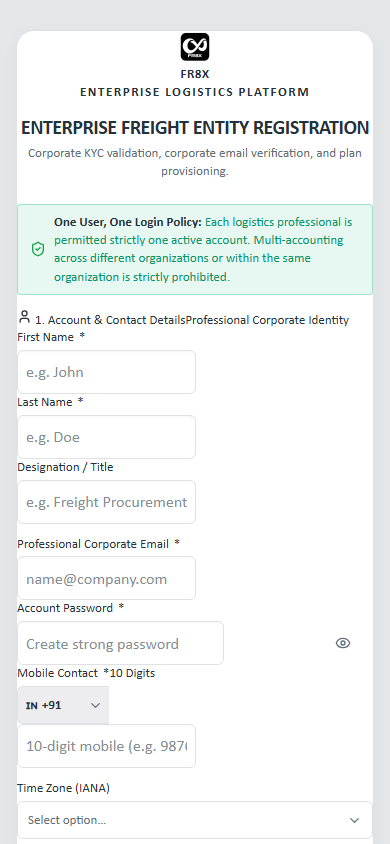 FR8X
FR8X
ENTERPRISE LOGISTICS PLATFORM
ENTERPRISE FREIGHT ENTITY REGISTRATION
Corporate KYC validation, corporate email verification, and plan
provisioning.
One User, One Login Policy: Each logistics professional is
permitted strictly one active account. Multi-accounting
across different organizations or within the same
organization is strictly prohibited.
1. Account & Contact DetailsProfessional Corporate Identity
First Name *
e.g. John
Last Name *
e.g. Doe
Designation / Title
e.g. Freight Procurement
Professional Corporate Email *
name@company.com
Account Password *
Create strong password
Mobile Contact *10 Digits
IN +91
10-digit mobile (e.g. 987
Time Zone (IANA)
Select option...